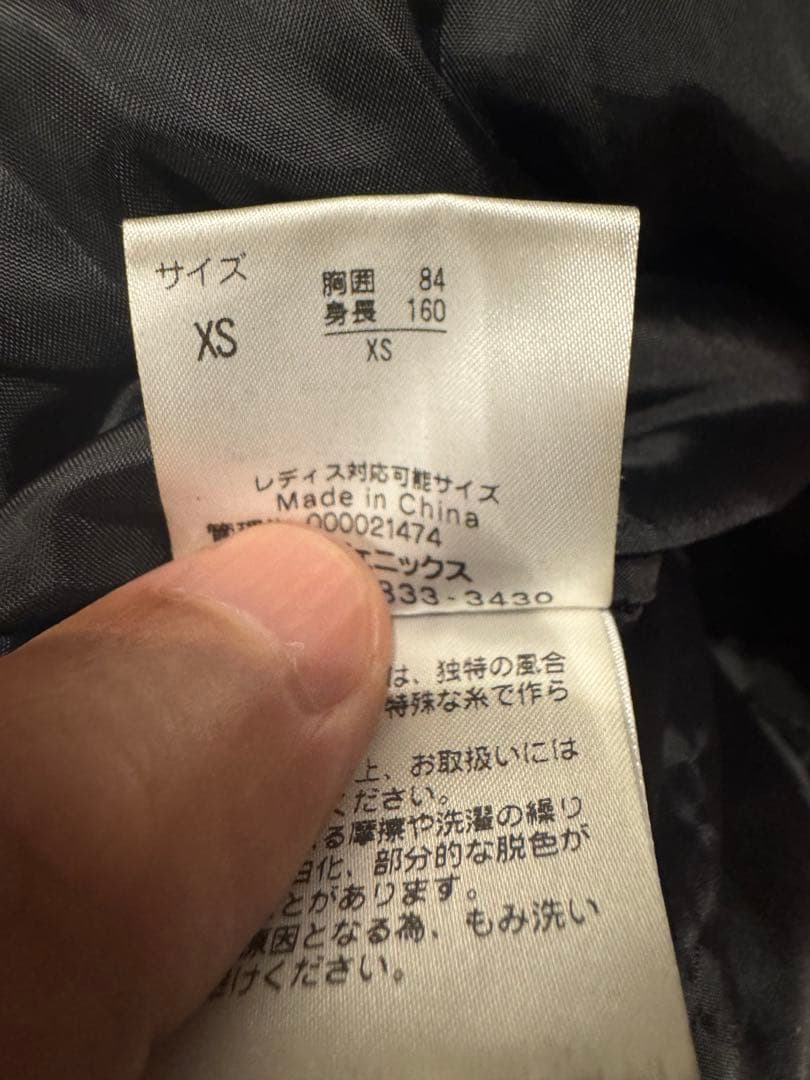 サイズ
XS
胸囲 84
身長 160
XS
レディス対応可能サイズ
Made in China
000021474
ェニックス
833-3430
は、独特の風合
特殊な糸で作ら
上、お取扱いには
ください。
る摩擦や洗濯の繰り
白化、部分的な脱色が
とがあります。
原因となる為、もみ洗い
避けください。